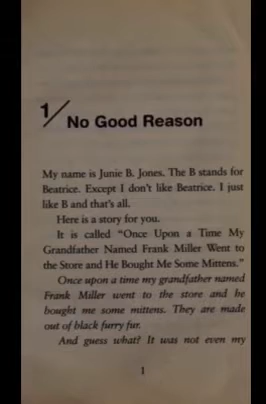 1/ No Good Reason
My name is Junie B. Jones. The B stands for
Beatrice. Except I don't like Beatrice. I just
like B and that's all.
Here is a story for you.
It is called “Once Upon a Time My
Grandfather Named Frank Miller Went to
the Store and He Bought Me Some Mittens.”
Once upon a time my grandfather named
Frank Miller went to the store and he
bought me some mittens. They are made
out of black furry fur.
And guess what? It was not even my
1